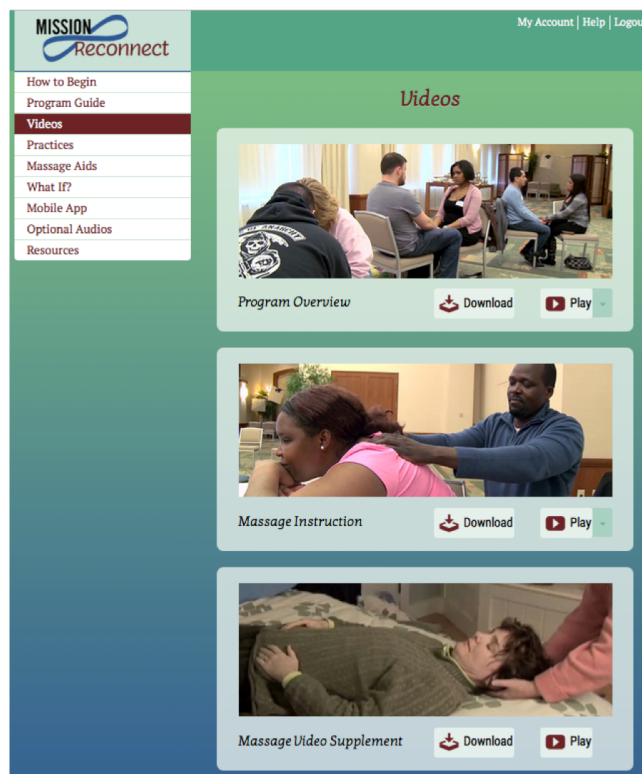 MISSION
Reconnect
My Account | Help | Logou
How to Begin
Program Guide
Videos
Practices
Massage Aids
What If?
Mobile App
Optional Audios
Resources
Videos
ANARCHY
Program Overview
Download
Play
Massage Instruction
Download
Play
Massage Video Supplement
Download
Play